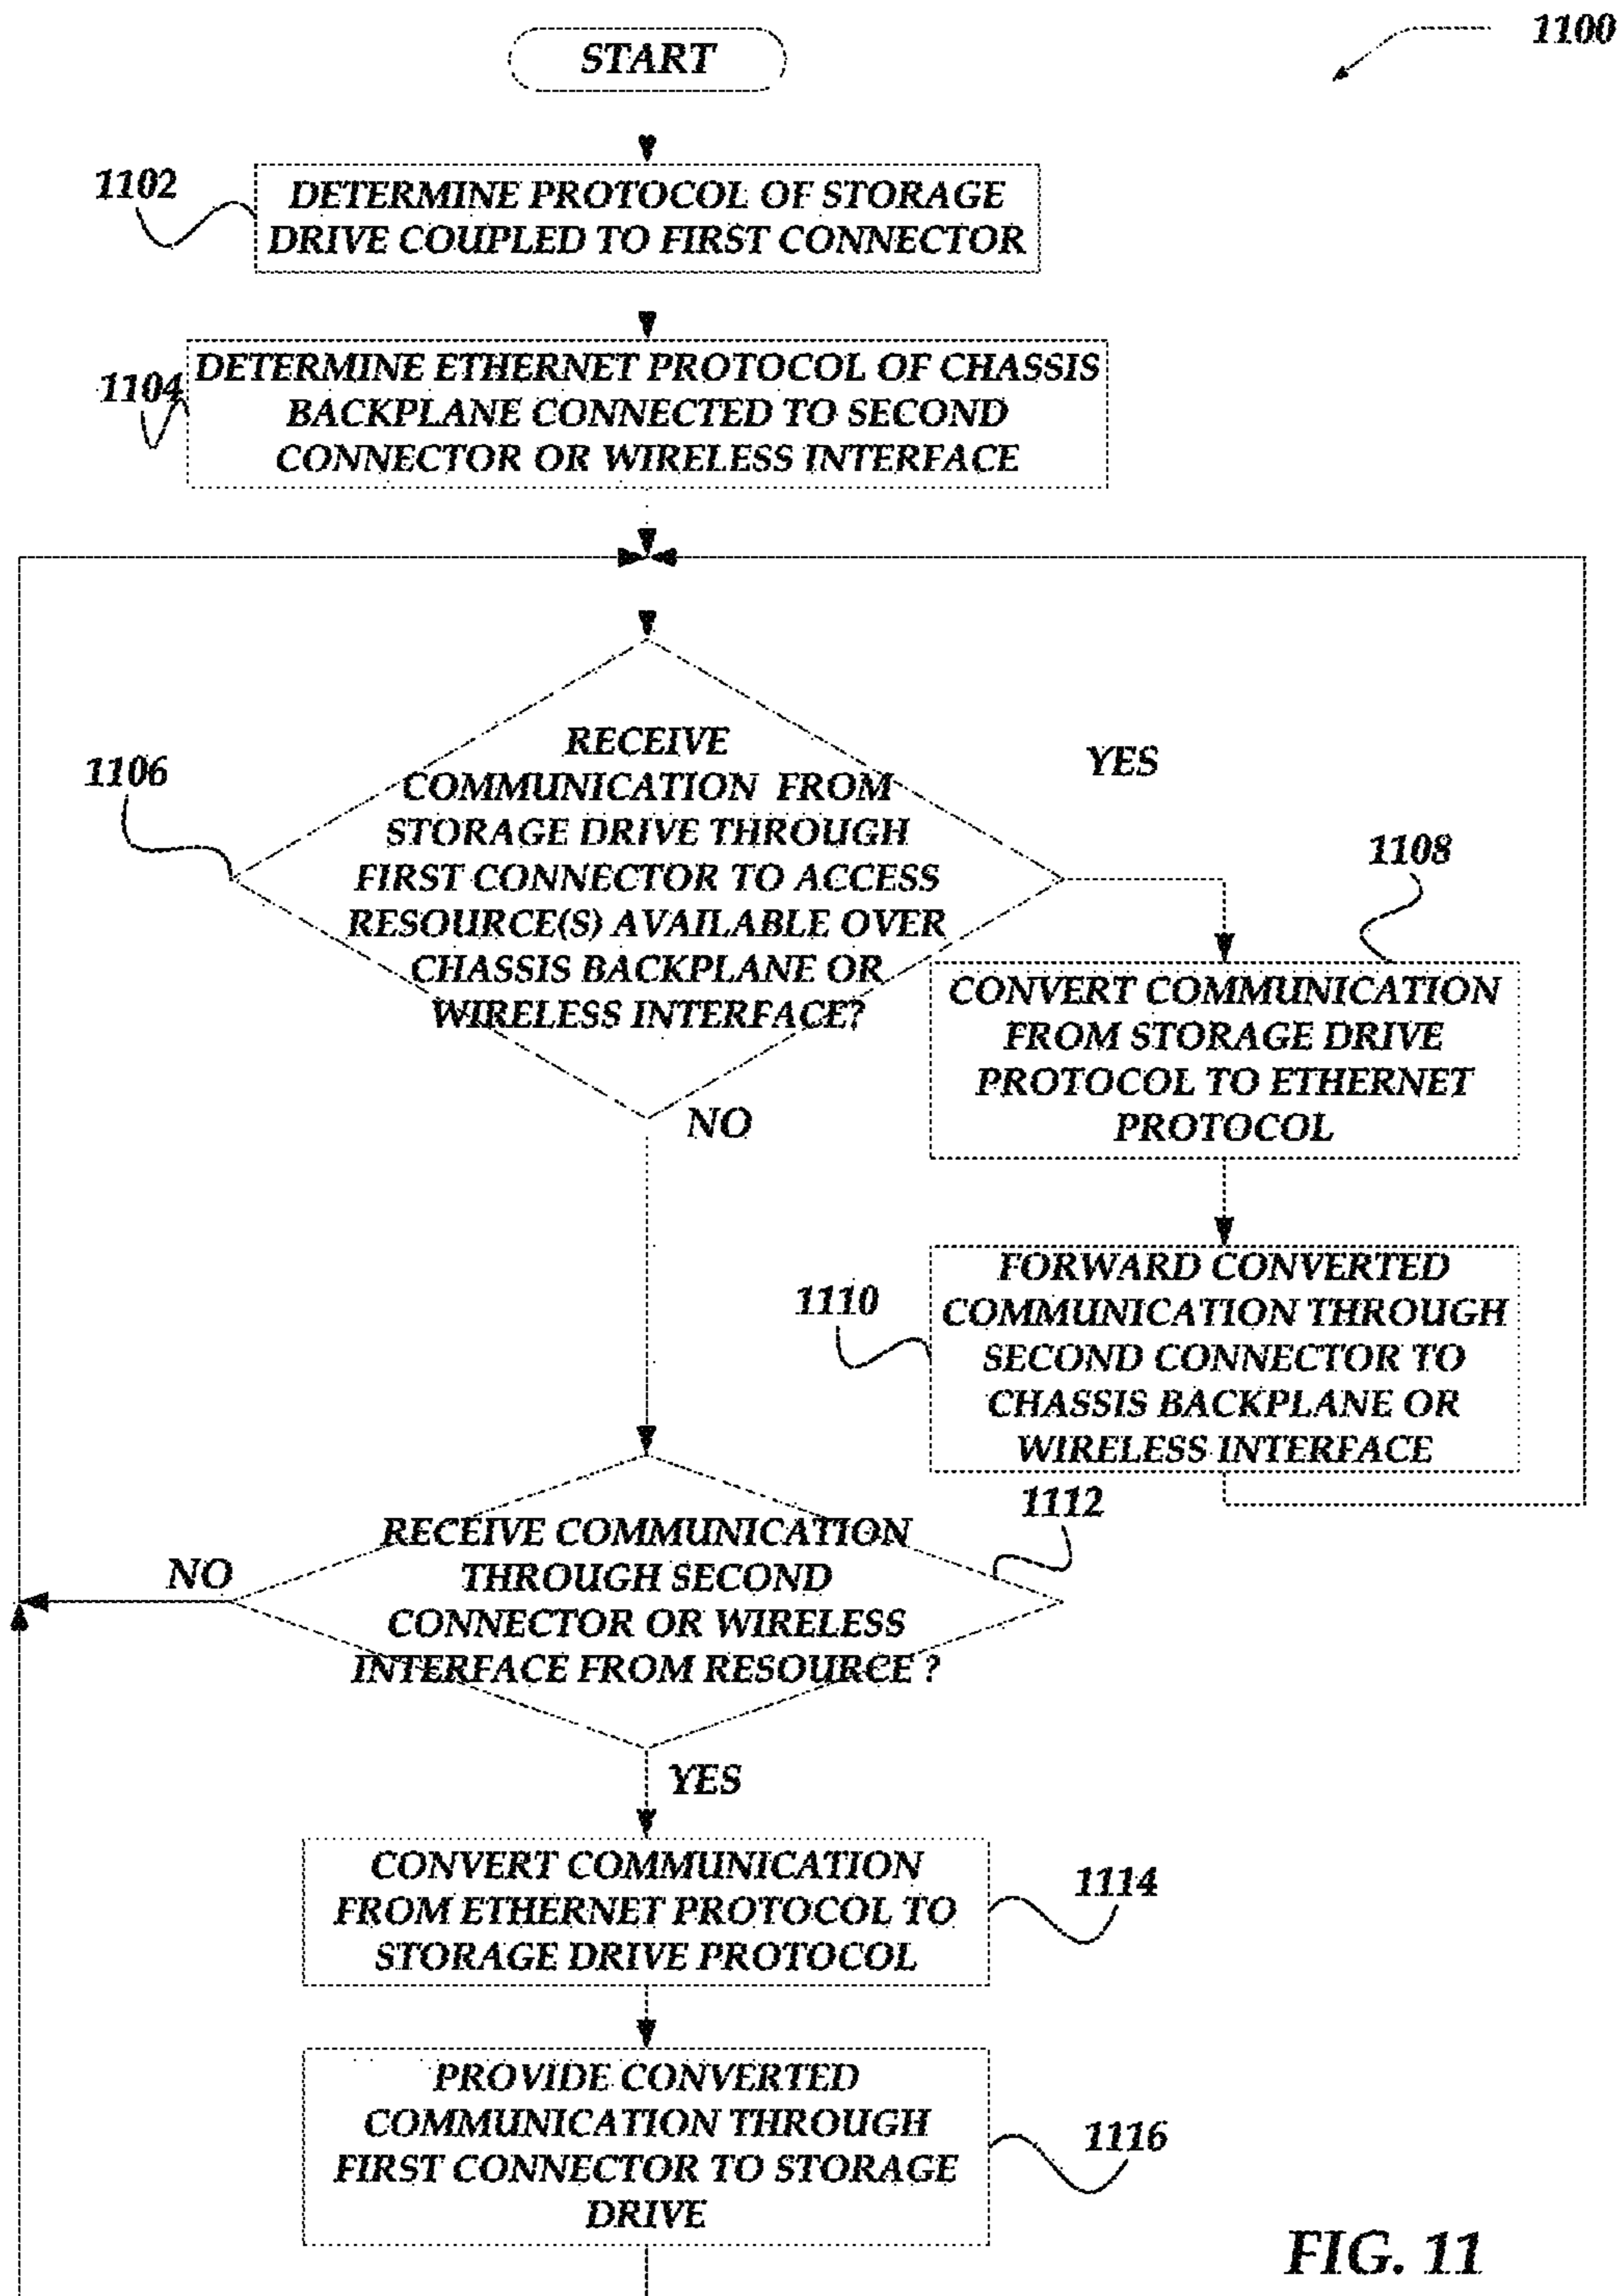 1100
START
1102
DETERMINE PROTOCOL OF STORAGE
DRIVE COUPLED TO FIRST CONNECTOR
1104
DETERMINE ETHERNET PROTOCOL OF CHASSIS
BACKPLANE CONNECTED TO SECOND
CONNECTOR OR WIRELESS INTERFACE
1106
RECEIVE
COMMUNICATION FROM
STORAGE DRIVE THROUGH
FIRST CONNECTOR TO ACCESS
RESOURCE(S) AVAILABLE OVER
CHASSIS BACKPLANE OR
WIRELESS INTERFACE?
YES
1108
CONVERT COMMUNICATION
FROM STORAGE DRIVE
PROTOCOL TO ETHERNET
PROTOCOL
NO
1110
FORWARD CONVERTED
COMMUNICATION THROUGH
SECOND CONNECTOR TO
CHASSIS BACKPLANE OR
WIRELESS INTERFACE
1112
RECEIVE COMMUNICATION
THROUGH SECOND
CONNECTOR OR WIRELESS
INTERFACE FROM RESOURCE ?
NO
YES
CONVERT COMMUNICATION
FROM ETHERNET PROTOCOL TO
STORAGE DRIVE PROTOCOL
1114
PROVIDE CONVERTED
COMMUNICATION THROUGH
FIRST CONNECTOR TO STORAGE
DRIVE
1116
FIG. 11